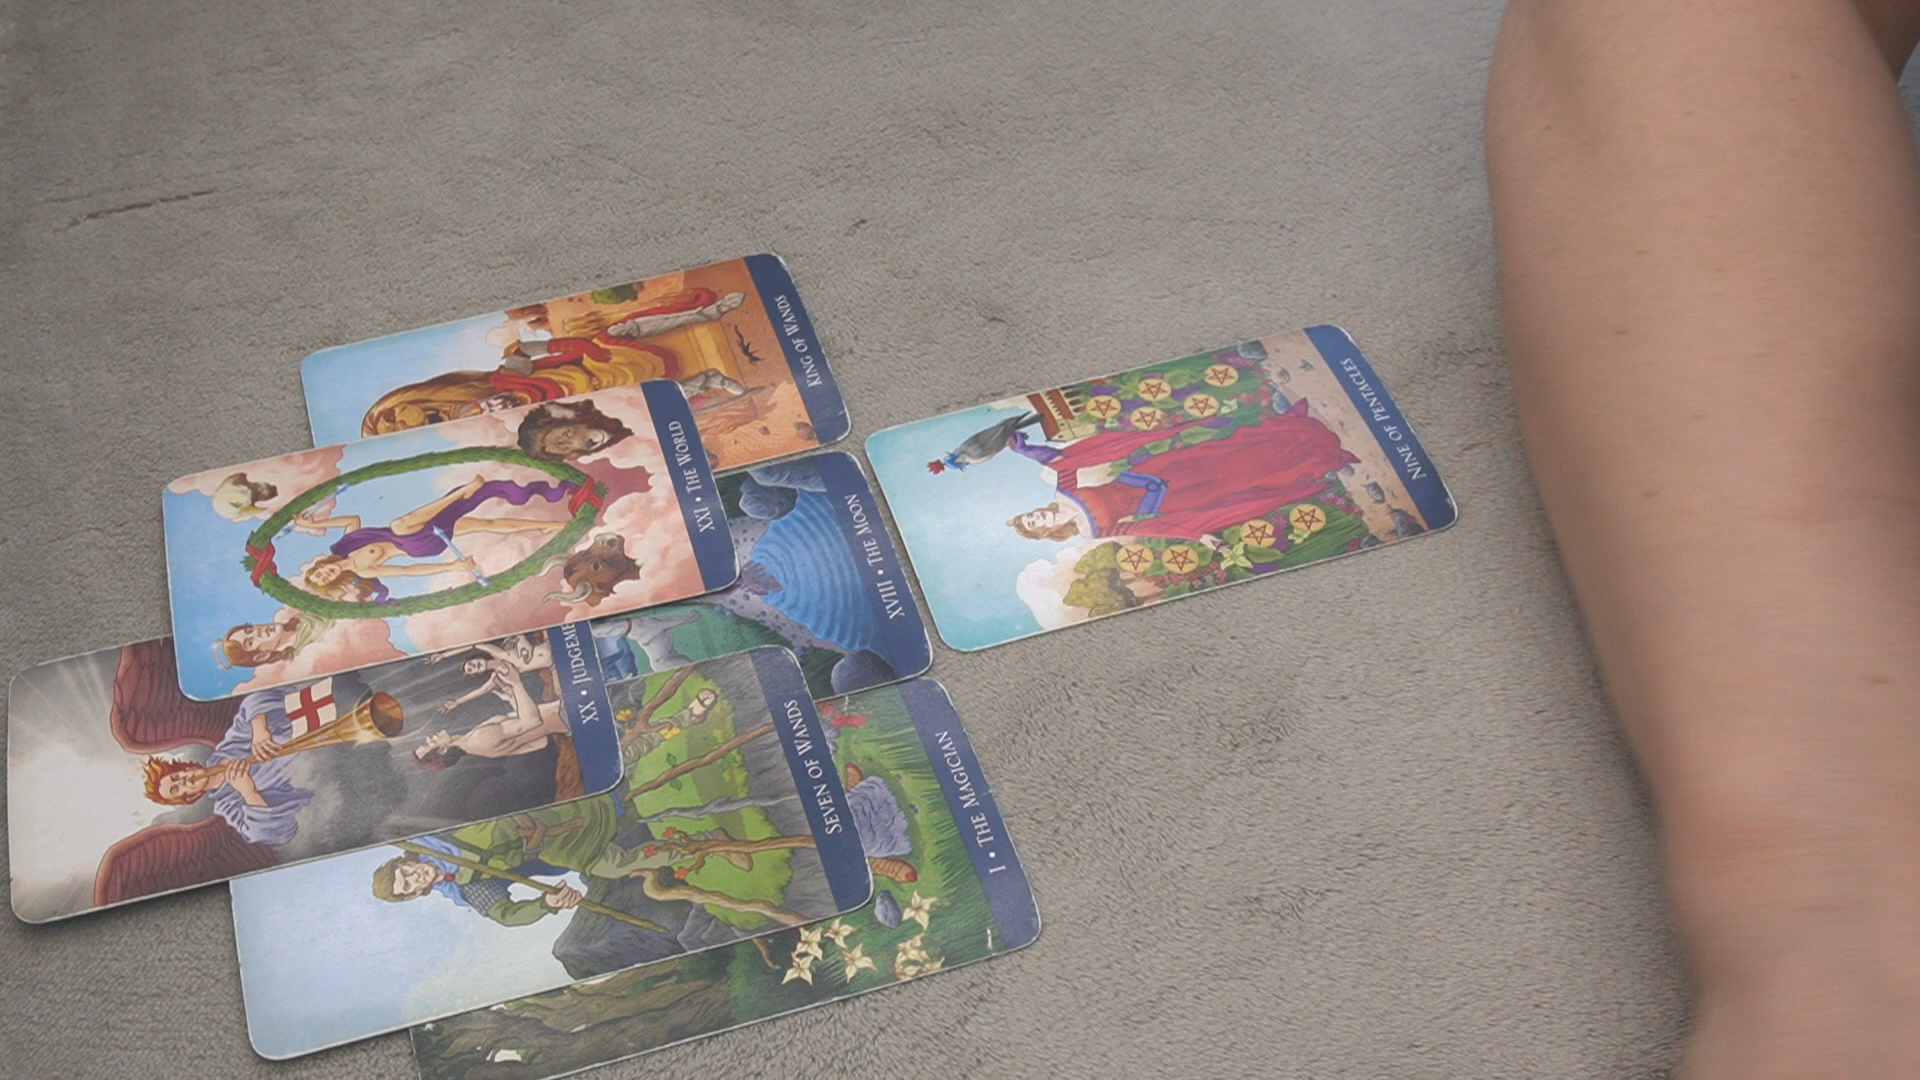 KING OF WANDS
NINE OF PENTACLES
XXI • THE WORLD
XVIII • THE MOON
XX • JUDGEME
SEVEN OF WANDS
I • THE MAGICIAN